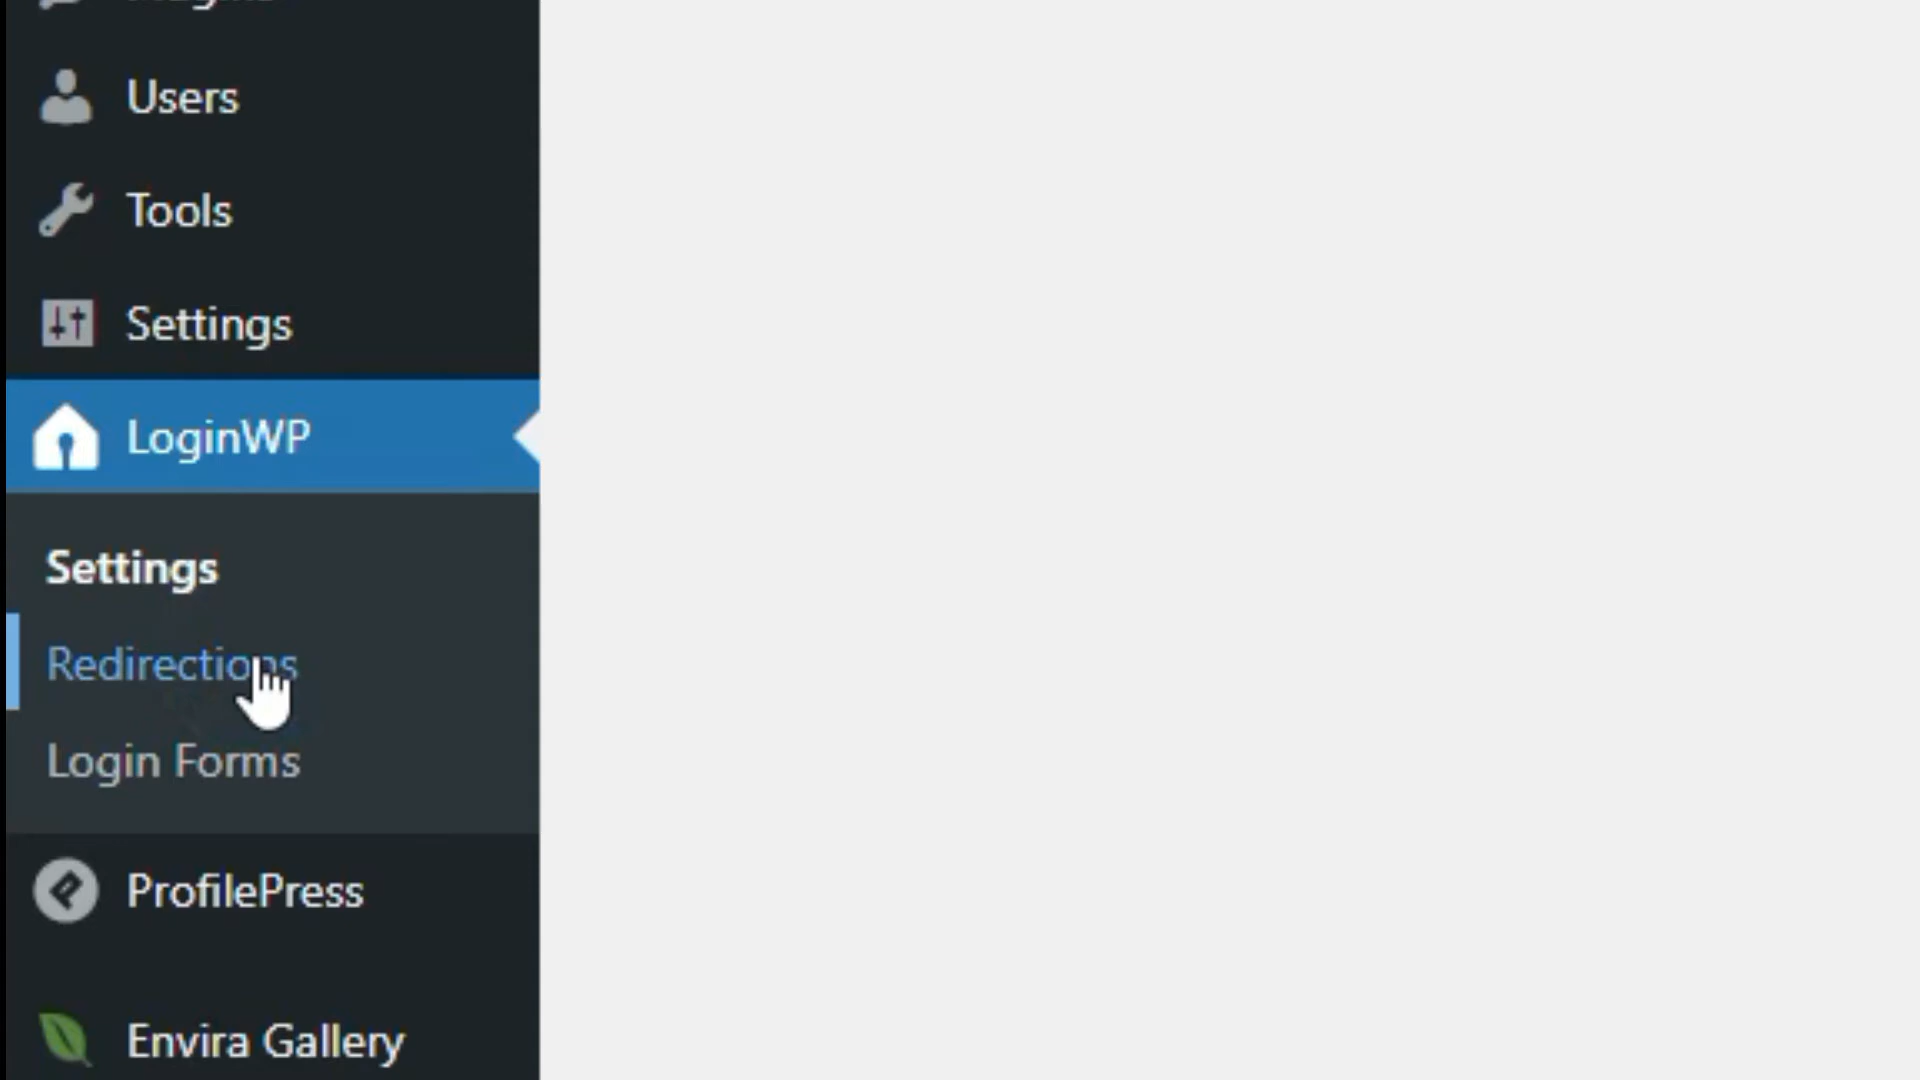 Users
Tools
Settings
LoginWP
Settings
Redirections
Login Forms
ProfilePress
Envira Gallery